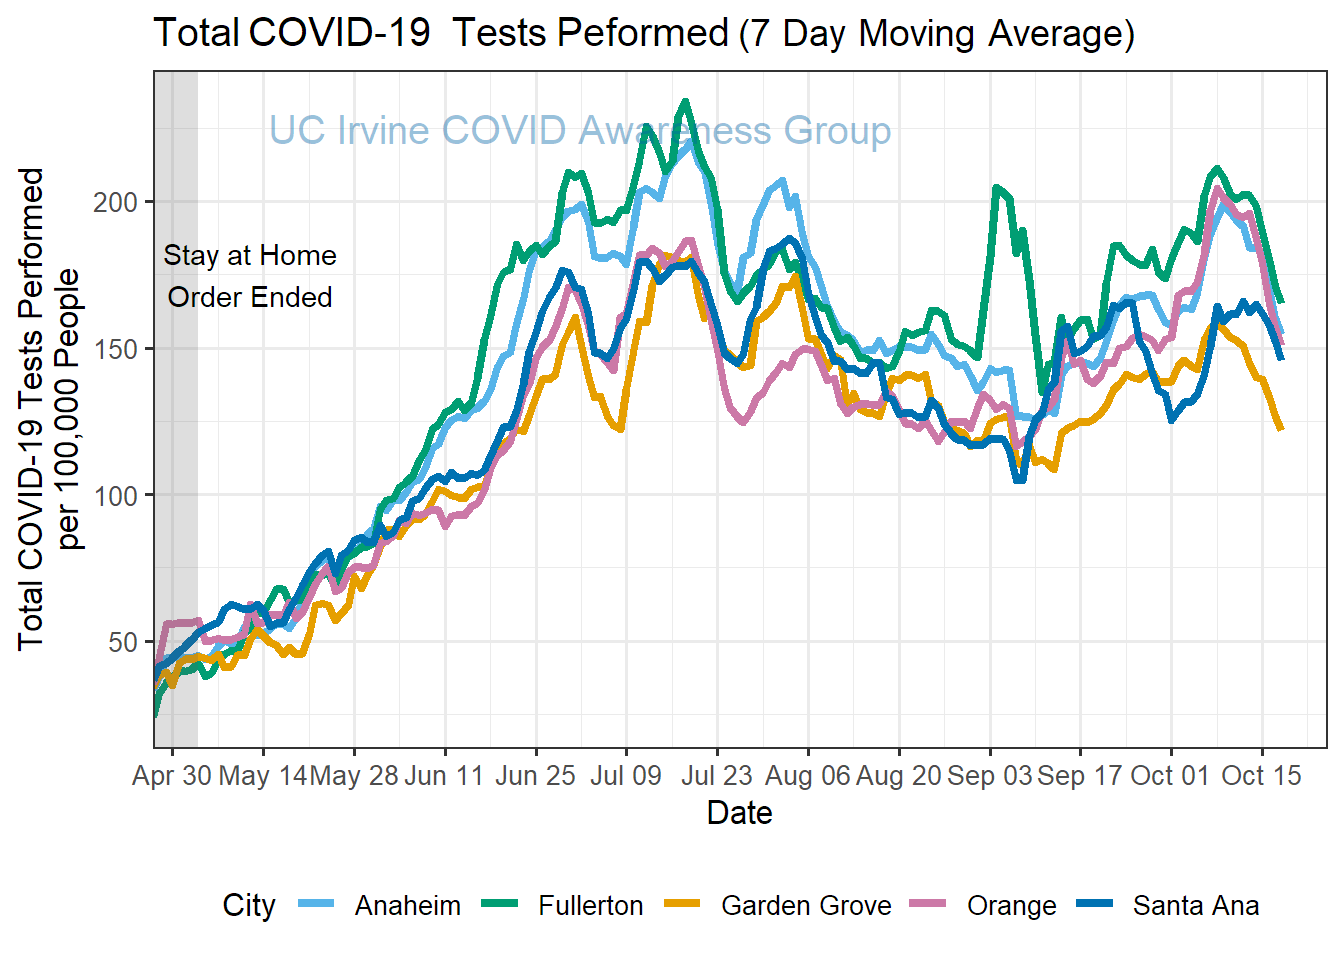 Total COVID-19  Tests Peformed (7 Day Moving Average)
UC Irvine COVID Awareness Group
Total COVID-19 Tests Performed
per 100,000 People
200
150
100
50
Stay at Home
Order Ended
Apr 30 May 14 May 28 Jun 11 Jun 25 Jul 09 Jul 23 Aug 06 Aug 20 Sep 03 Sep 17 Oct 01 Oct 15
Date
City Anaheim Fullerton Garden Grove Orange Santa Ana